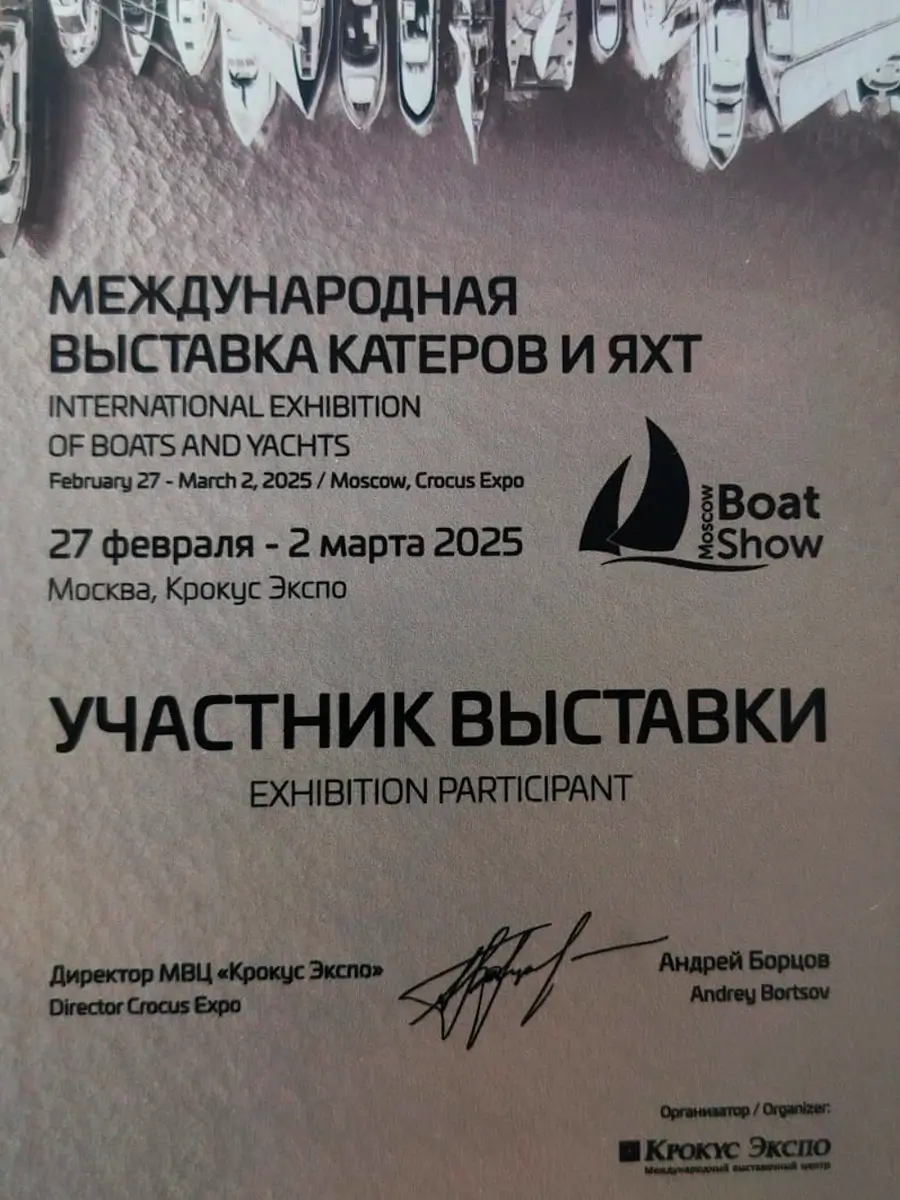 МЕЖДУНАРОДНАЯ
ВЫСТАВКА КАТЕРОВ И ЯХТ
INTERNATIONAL EXHIBITION
OF BOATS AND YACHTS
February 27 - March 2, 2025 / Moscow, Crocus Expo
27 февраля - 2 марта 2025
Москва, Крокус Экспо
Moscow
Boat
Show
УЧАСТНИК ВЫСТАВКИ
EXHIBITION PARTICIPANT
Директор МВЦ «Крокус Экспо»
Director Crocus Expo
Андрей Борцов
Andrey Bortsov
Организатор / Organizer:
КРОКУС ЭКСПО
Международный выставочный центр